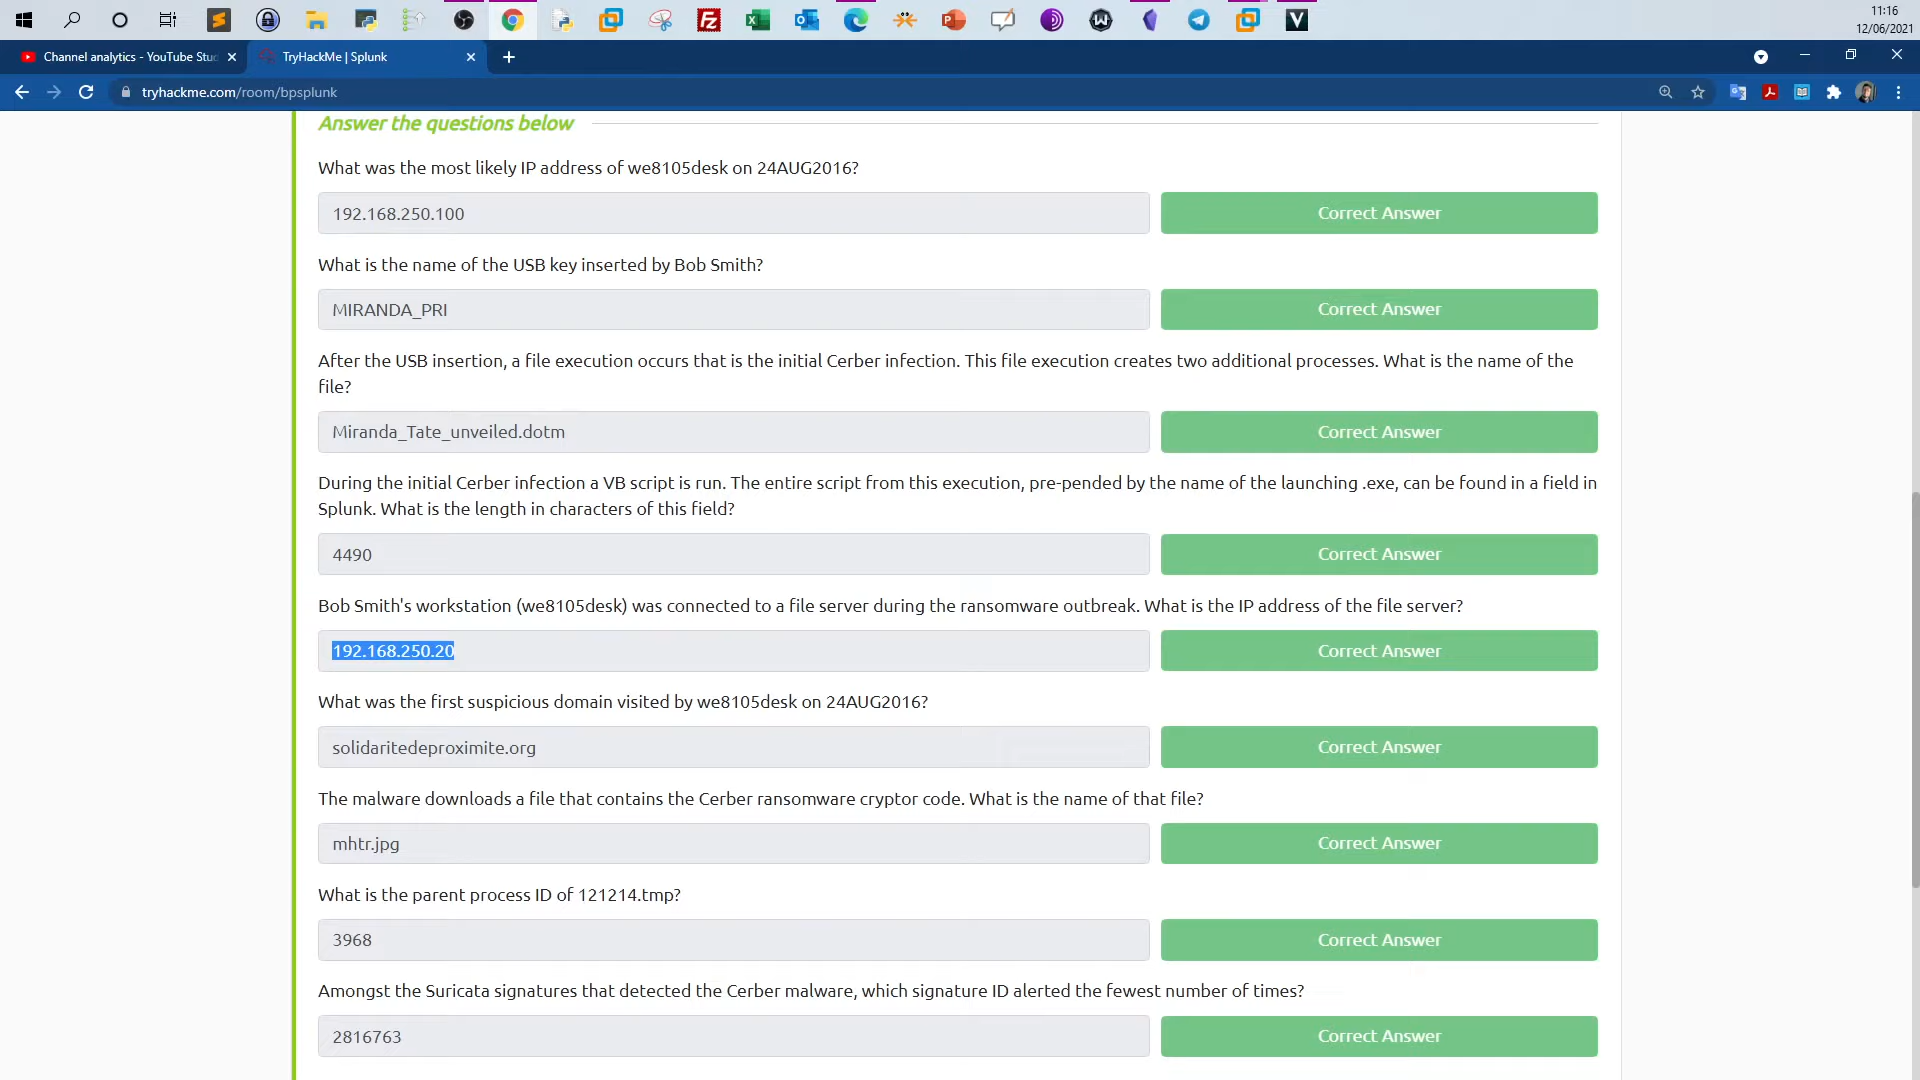 11:16
12/06/2021
Channel analytics - YouTube Stu
TryHackMe | Splunk
tryhackme.com/room/bpsplunk
Answer the questions below
What was the most likely IP address of we8105desk on 24AUG2016?
192.168.250.100
Correct Answer
What is the name of the USB key inserted by Bob Smith?
MIRANDA_PRI
Correct Answer
After the USB insertion, a file execution occurs that is the initial Cerber infection. This file execution creates two additional processes. What is the name of the
file?
Miranda_Tate_unveiled.dotm
Correct Answer
During the initial Cerber infection a VB script is run. The entire script from this execution, pre-pended by the name of the launching .exe, can be found in a field in
Splunk. What is the length in characters of this field?
4490
Correct Answer
Bob Smith's workstation (we8105desk) was connected to a file server during the ransomware outbreak. What is the IP address of the file server?
192.168.250.20
Correct Answer
What was the first suspicious domain visited by we8105desk on 24AUG2016?
solidaritedeproximite.org
Correct Answer
The malware downloads a file that contains the Cerber ransomware cryptor code. What is the name of that file?
mhtr.jpg
Correct Answer
What is the parent process ID of 121214.tmp?
3968
Correct Answer
Amongst the Suricata signatures that detected the Cerber malware, which signature ID alerted the fewest number of times?
2816763
Correct Answer